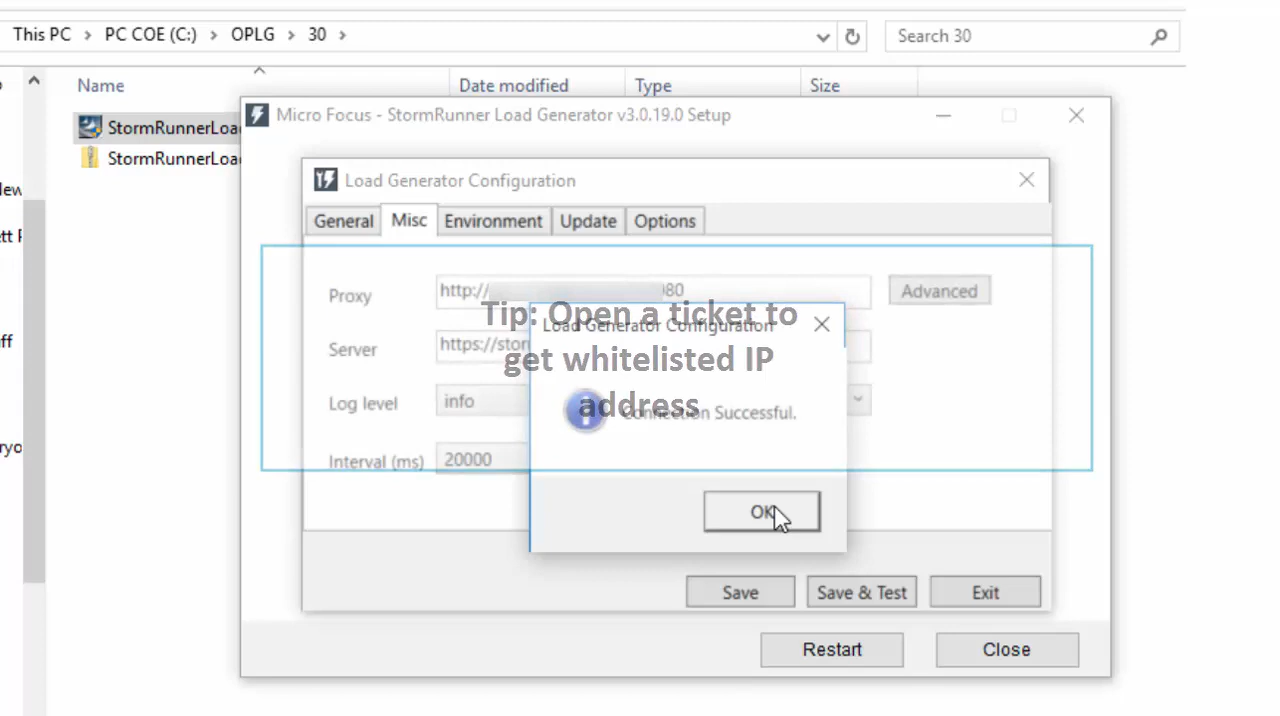 This PC > PC COE (C:) > OPLG > 30 >
Search 30
Name
Date modified
Type
Size
StormRunnerLoa
StormRunnerLoa
Micro Focus - StormRunner Load Generator v3.0.19.0 Setup
Load Generator Configuration
General
Misc
Environment
Update
Options
Proxy
http://
080
Advanced
Server
https://stor
Log level
info
Interval (ms)
20000
Tip: Open a ticket to
get whitelisted IP
address
Load Generator Configuration
Connection Successful.
OK
Save
Save & Test
Exit
Restart
Close